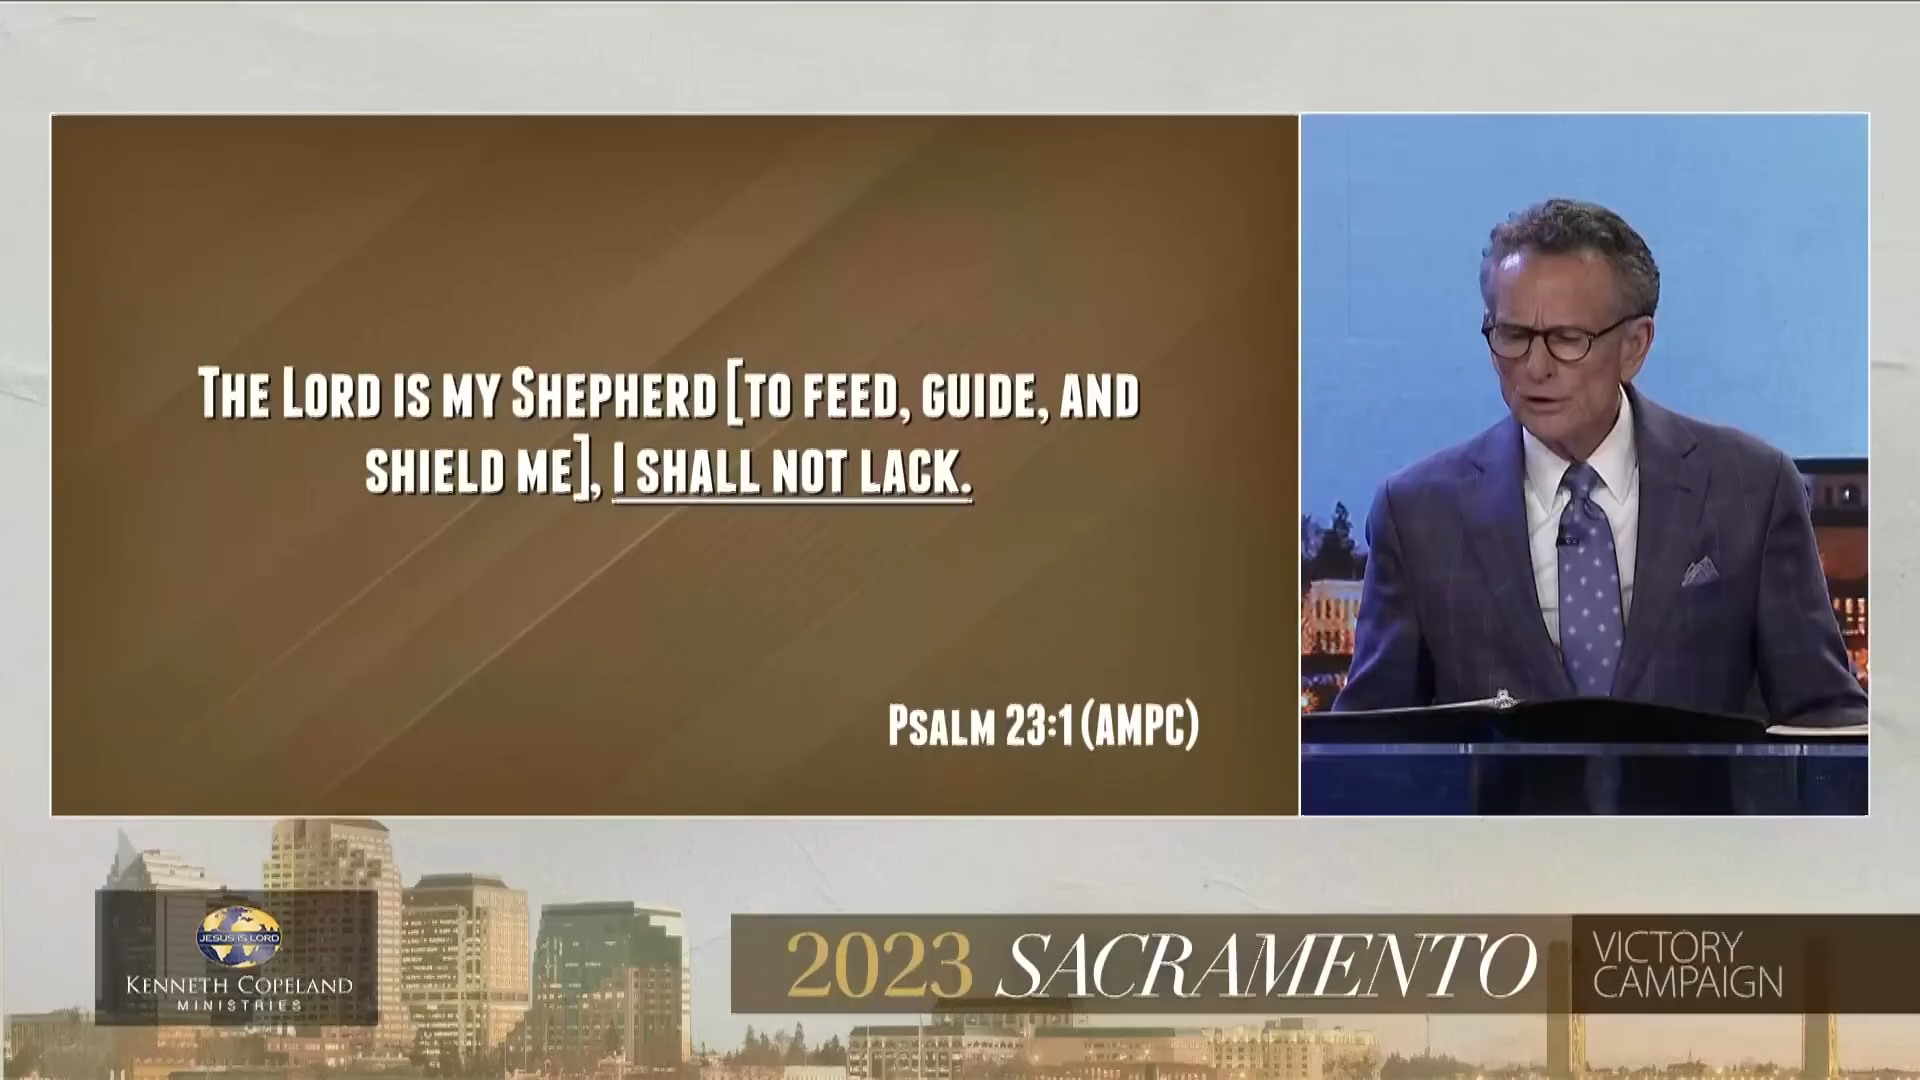 The Lord is my Shepherd [to feed, guide, and
shield me], I shall not lack.
Psalm 23:1 (AMPC)
JESUS IS LORD
KENNETH COPELAND
MINISTRIES
2023 SACRAMENTO
VICTORY
CAMPAIGN